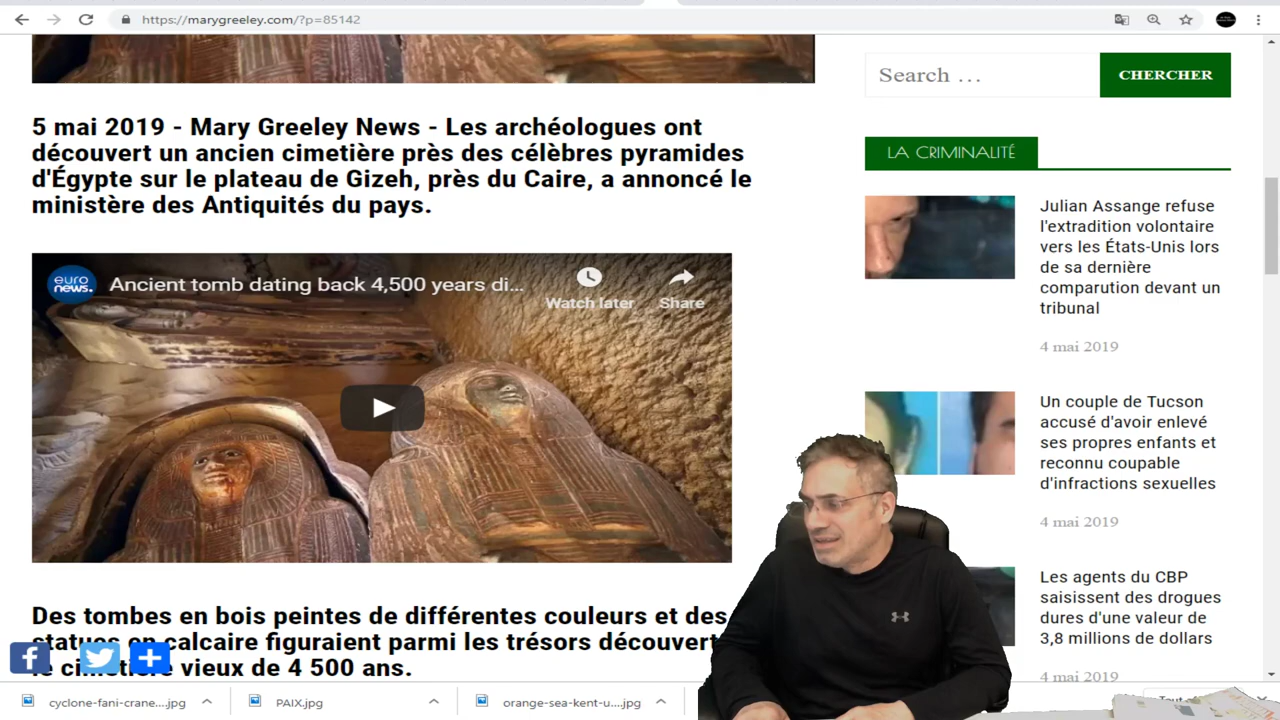 https://marygreeley.com/?p=85142
Search ...
CHERCHER
5 mai 2019 - Mary Greeley News - Les archéologues ont
découvert un ancien cimetière près des célèbres pyramides
d'Égypte sur le plateau de Gizeh, près du Caire, a annoncé le
ministère des Antiquités du pays.
LA CRIMINALITÉ
Julian Assange refuse
l'extradition volontaire
vers les États-Unis lors
de sa dernière
comparution devant un
tribunal
4 mai 2019
euro
news.
Ancient tomb dating back 4,500 years di...
Watch later
Share
Un couple de Tucson
accusé d'avoir enlevé
ses propres enfants et
reconnu coupable
d'infractions sexuelles
4 mai 2019
Les agents du CBP
saisissent des drogues
dures d'une valeur de
3,8 millions de dollars
4 mai 2019
Des tombes en bois peintes de différentes couleurs et des
statues en calcaire figuraient parmi les trésors découvert
le cimetière vieux de 4 500 ans.
cyclone-fani-crane....jpg
PAIX.jpg
orange-sea-kent-u....jpg